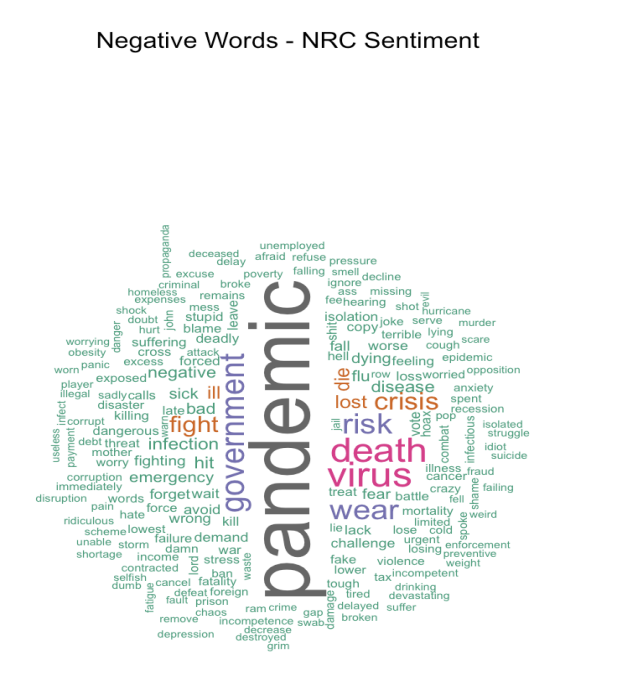 Negative Words - NRC Sentiment
propaganda
deceased
unemployed
delay
afraid
refuse
pressure
excuse
poverty
falling
smell
decline
criminal
broke
ignore
homeless
remains
ass
missing
evil
expenses
mess
leave
fee
hearing
shot
hurricane
shock
john
stupid
isolation
joke
serve
murder
doubt
hurt
blame
shit
copy
terrible
lying
scare
danger
suffering
deadly
fall
worse
cough
worrying
cross
attack
hell
dying
feeling
epidemic
obesity
panic
excess
forced
government
pandemic
die
flu
row
loss
worried
opposition
worn
exposed
negative
disease
anxiety
player
illegal
sadly
calls
sick
ill
lost
crisis
spent
infect
disaster
late
bad
recession
corrupt
killing
warn
fight
jail
risk
vote
hoax
pop
isolated
useless
payment
dangerous
combat
infectious
struggle
debt
threat
infection
death
idiot
mother
suicide
worry
fighting
hit
virus
illness
fraud
corruption
emergency
cancer
immediately
treat
fear
battle
crazy
shame
failing
disruption
words
forget
wait
fell
pain
force
avoid
wear
mortality
spoke
weird
ridiculous
hate
wrong
kill
limited
scheme
lowest
lie
lack
lose
cold
unable
storm
failure
demand
challenge
urgent
enforcement
shortage
damn
war
losing
preventive
income
lord
stress
waste
fake
violence
weight
contracted
ban
lower
tax
incompetent
selfish
dumb
cancel
fatality
tough
drinking
fatigue
defeat
foreign
damage
tired
devastating
fault
prison
ram
crime
gap
delayed
suffer
chaos
remove
incompetence
swab
broken
decrease
depression
destroyed
grim